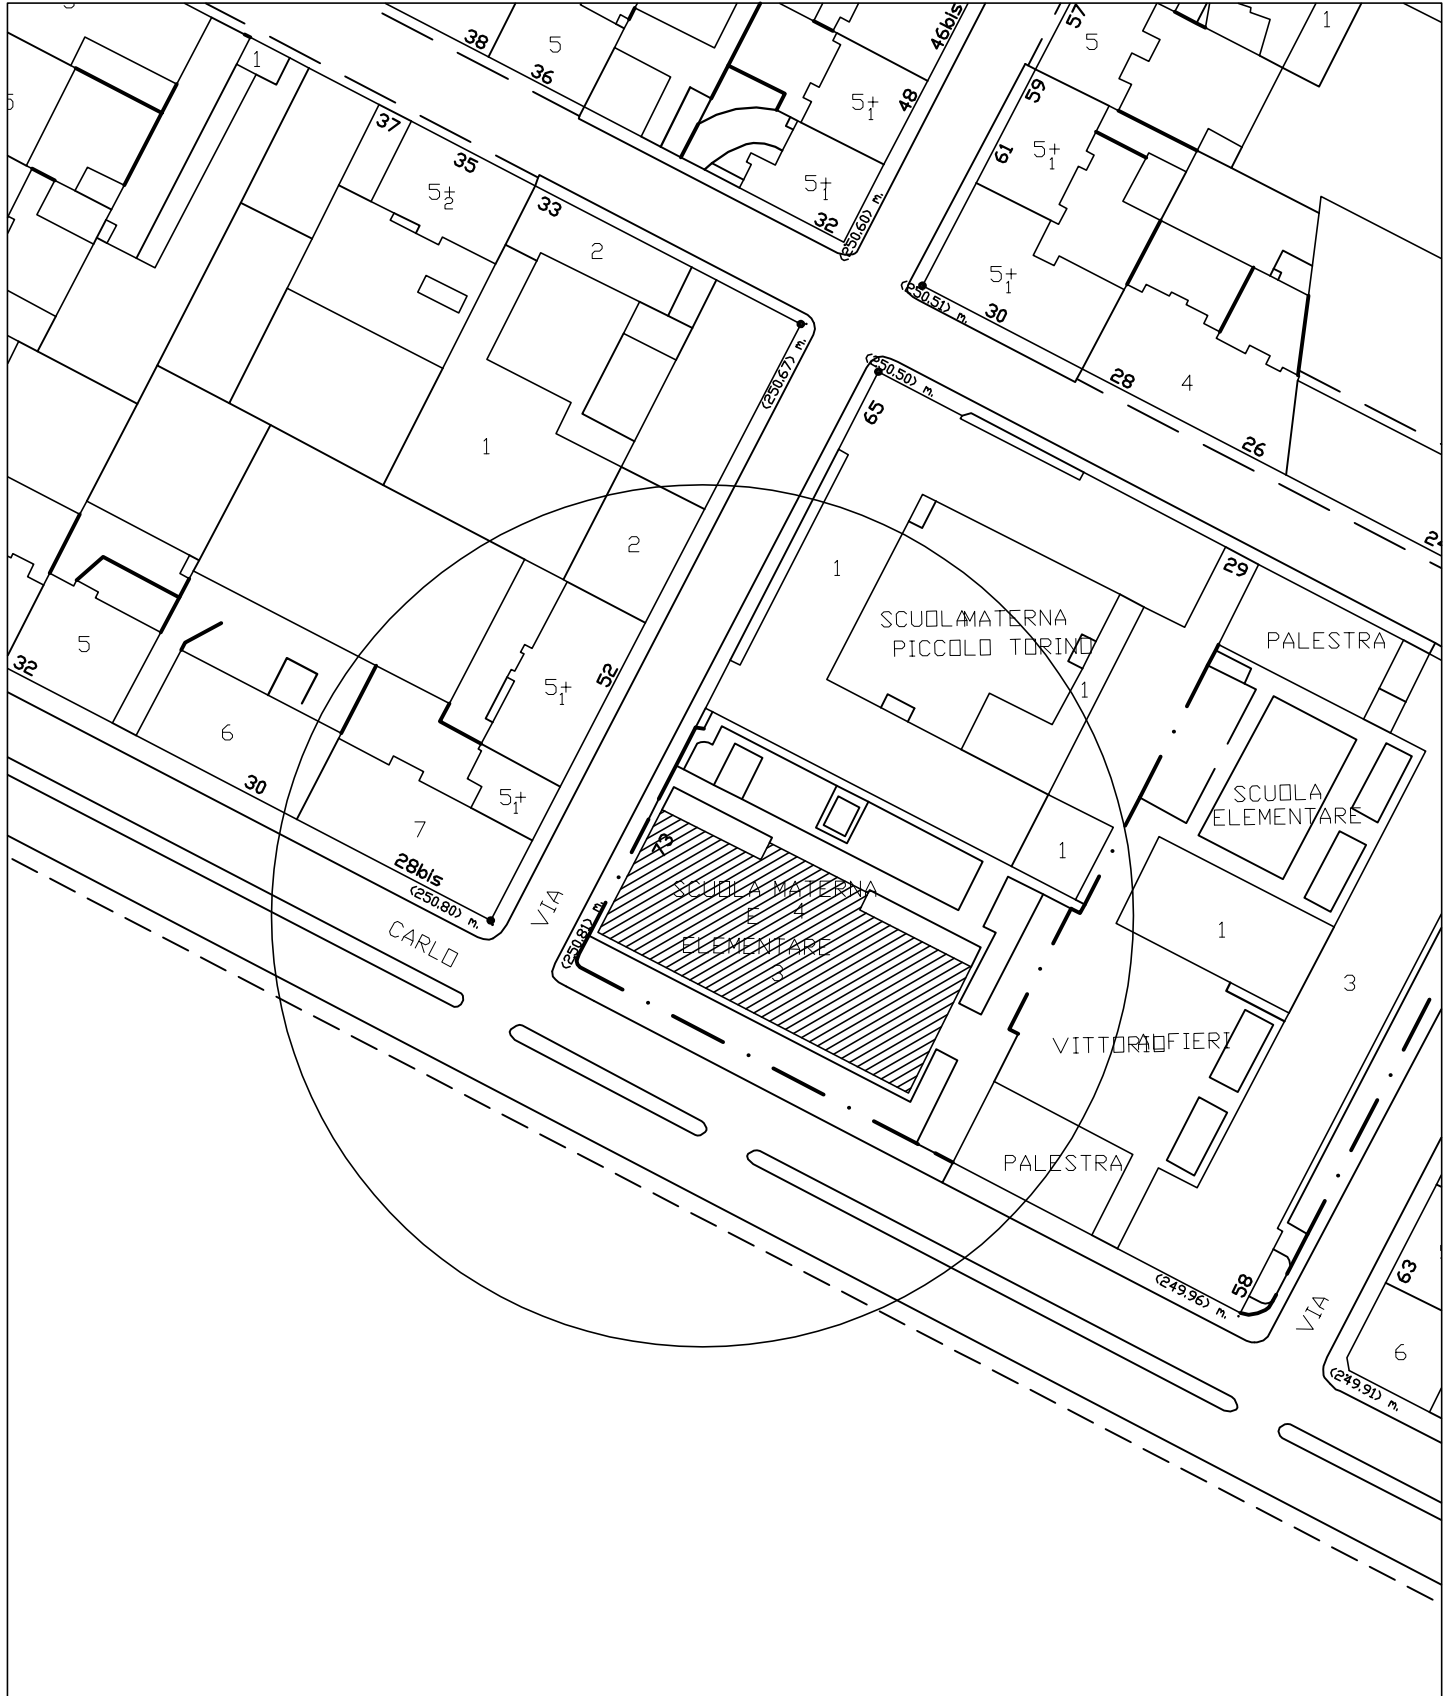 38
36
5
46bis
57
5
1
1
59
48
5+1
61
5+1
37
35
5+2
5+1
32
33
2
(250.60) m.
5+1
(250.51) m.
30
28
4
26
(250.67) m.
(250.50) m.
65
1
29
2
1
SCUOLA MATERNA
PICCOLO TORINO
PALESTRA
5
32
52
5+1
1
6
30
5+1
7
28bis
(250.80) m.
73
SCUOLA
ELEMENTARE
1
SCUOLA MATERNA
E 4
ELEMENTARE
3
VIA
CARLO
(250.81) m.
1
3
VITTORIO ALFIERI
PALESTRA
(249.96) m.
58
VIA
63
6
(249.91) m.